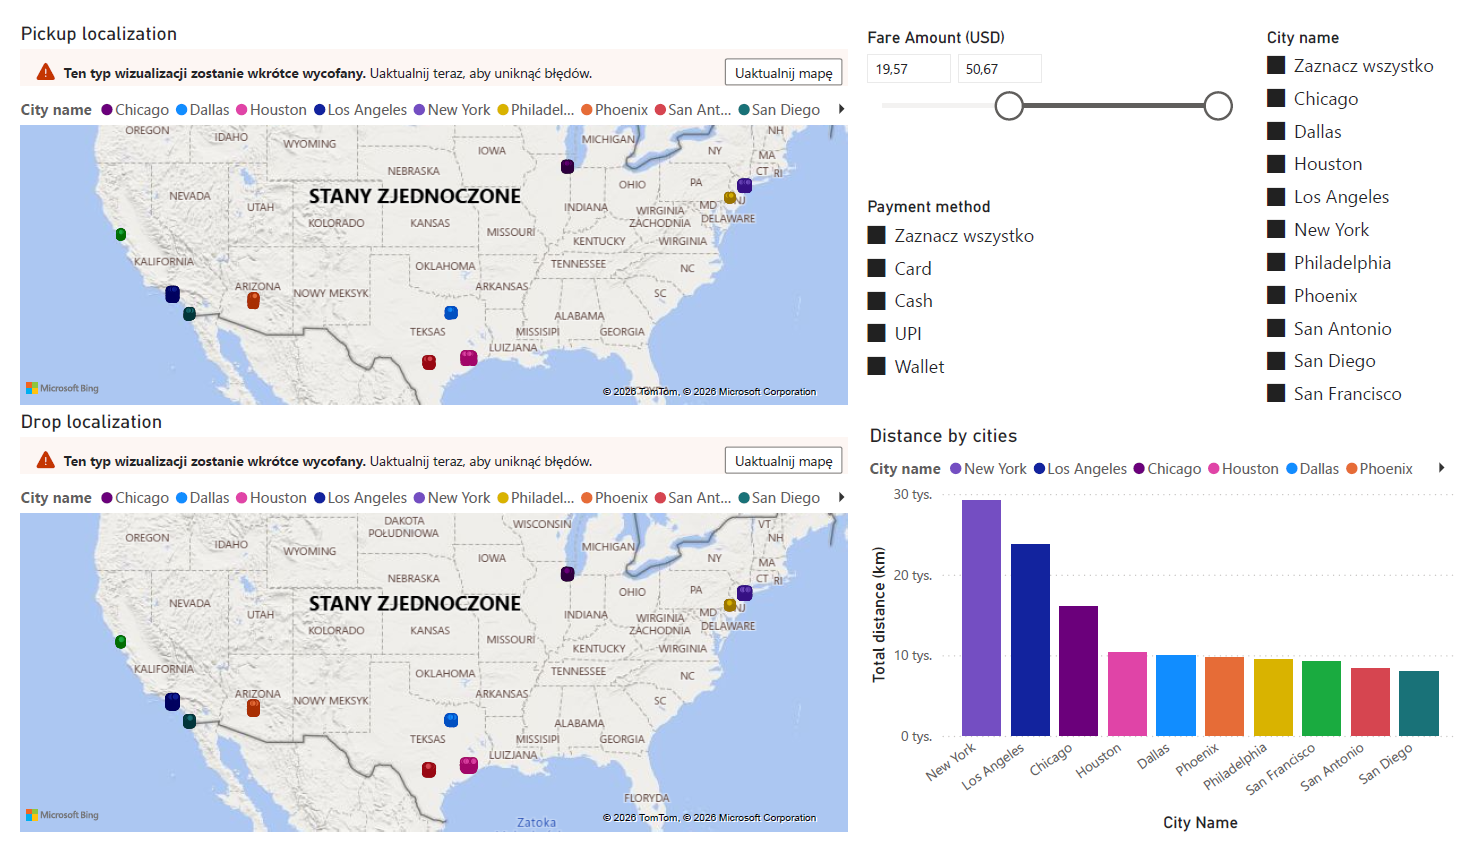 Pickup localization
Ten typ wizualizacji zostanie wkrótce wycofany. Uaktualnij teraz, aby uniknąć błędów.
Uaktualnij mapę
City name Chicago Dallas Houston Los Angeles New York Philadel... Phoenix San Ant... San Diego
OREGON
IDAHO
WYOMING
IOWA
MICHIGAN
NH
NY
MA
CT RI
NEBRASKA
OHIO
PA
NEVADA
UTAH
STANY ZJEDNOCZONE
INDIANA
NJ
MD
DELAWARE
KOLORADO
KANSAS
MISSOURI
WIRGINIA
ZACHODNIA
KENTUCKY
WIRGINIA
KALIFORNIA
OKLAHOMA
TENNESSEE
NC
ARIZONA
NOWY MEKSYK
ARKANSAS
SC
TEKSAS
MISSISIPI
ALABAMA
GEORGIA
LUIZJANA
Microsoft Bing
© 2026 TomTom, © 2026 Microsoft Corporation
Drop localization
Ten typ wizualizacji zostanie wkrótce wycofany. Uaktualnij teraz, aby uniknąć błędów.
Uaktualnij mapę
City name Chicago Dallas Houston Los Angeles New York Philadel... Phoenix San Ant... San Diego
DAKOTA
POŁUDNIOWA
WISCONSIN
VT
NH
OREGON
IDAHO
WYOMING
IOWA
MICHIGAN
NY
MA
CT RI
NEBRASKA
OHIO
PA
NEVADA
UTAH
STANY ZJEDNOCZONE
INDIANA
NJ
MD
DELAWARE
KOLORADO
KANSAS
MISSOURI
WIRGINIA
ZACHODNIA
KENTUCKY
WIRGINIA
KALIFORNIA
OKLAHOMA
TENNESSEE
NC
ARIZONA
NOWY MEKSYK
ARKANSAS
SC
TEKSAS
MISSISIPI
ALABAMA
GEORGIA
LUIZJANA
FLORYDA
Zatoka
Microsoft Bing
© 2026 TomTom, © 2026 Microsoft Corporation
Fare Amount (USD)
19,57
50,67
Payment method
Zaznacz wszystko
Card
Cash
UPI
Wallet
City name
Zaznacz wszystko
Chicago
Dallas
Houston
Los Angeles
New York
Philadelphia
Phoenix
San Antonio
San Diego
San Francisco
Distance by cities
City name New York Los Angeles Chicago Houston Dallas Phoenix
Total distance (km)
30 tys.
20 tys.
10 tys.
0 tys.
New York
Los Angeles
Chicago
Houston
Dallas
Phoenix
Philadelphia
San Francisco
San Antonio
San Diego
City Name